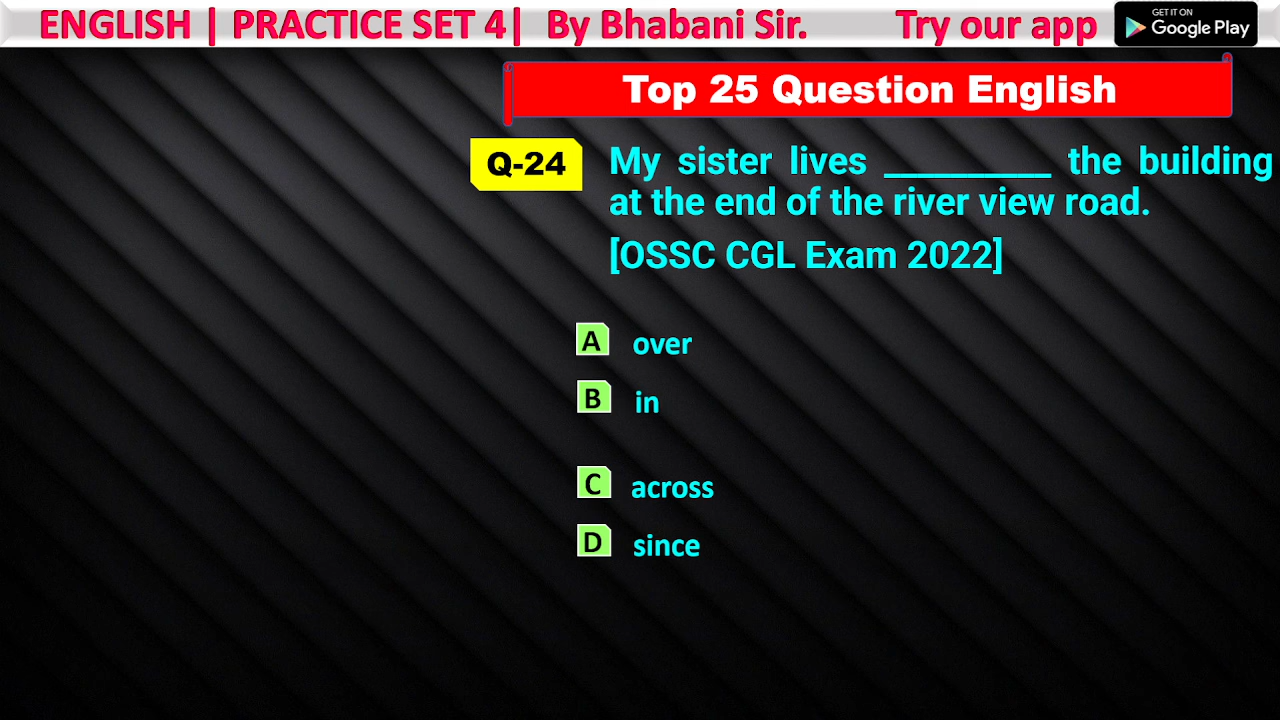 ENGLISH | PRACTICE SET 4| By Bhabani Sir. Try our app GET IT ON Google Play
Top 25 Question English
Q-24 My sister lives __________ the building
at the end of the river view road.
[OSSC CGL Exam 2022]
A over
B in
C across
D since